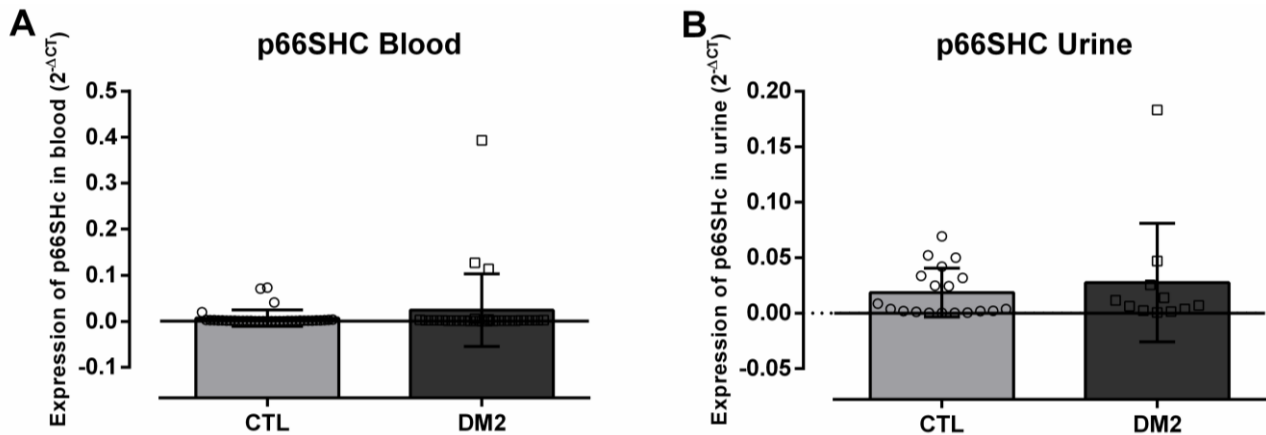 A
p66SHC Blood
Expression of p66SHc in blood (2^-ΔCT)
0.5
0.4
0.3
0.2
0.1
0.0
-0.1
CTL
DM2
B
p66SHC Urine
Expression of p66SHc in urine (2^-ΔCT)
0.20
0.15
0.10
0.05
0.00
-0.05
CTL
DM2